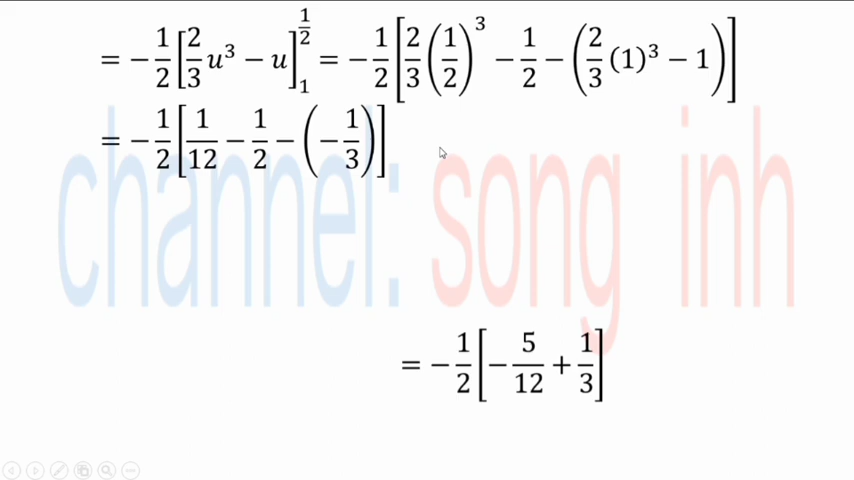 = −1/2[2/3 u³ − u]₁^(1/2) = −1/2[2/3(1/2)³ − 1/2 − (2/3(1)³ − 1)]
= −1/2[1/12 − 1/2 − (−1/3)]
channel: song inh
= −1/2[−5/12 + 1/3]